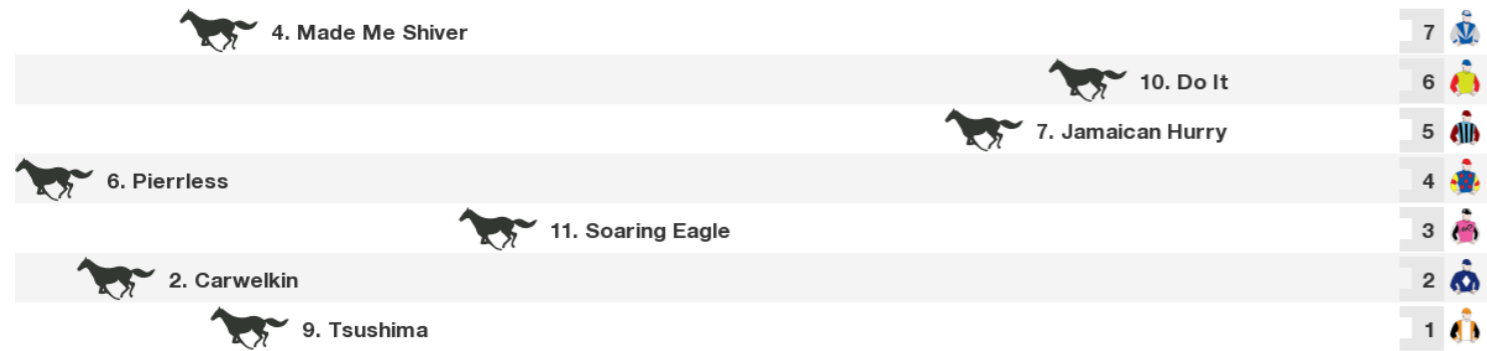 4. Made Me Shiver 7
10. Do It 6
7. Jamaican Hurry 5
6. Pierrless 4
11. Soaring Eagle 3
2. Carwelkin 2
9. Tsushima 1